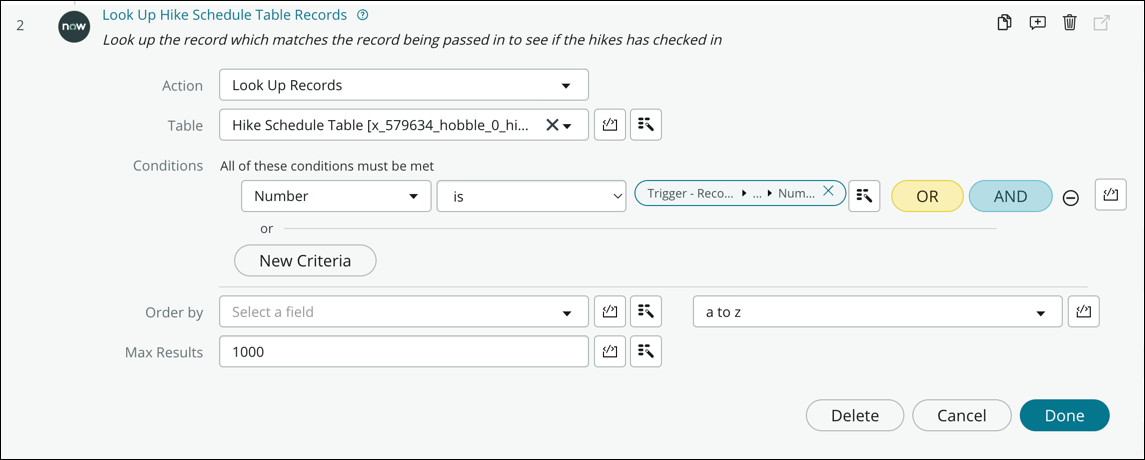 2
now
Look Up Hike Schedule Table Records
Look up the record which matches the record being passed in to see if the hikes has checked in
Action
Look Up Records
Table
Hike Schedule Table [x_579634_hobble_0_hi...
Conditions
All of these conditions must be met
Number
is
Trigger - Reco... ... Num...
OR
AND
or
New Criteria
Order by
Select a field
a to z
Max Results
1000
Delete
Cancel
Done